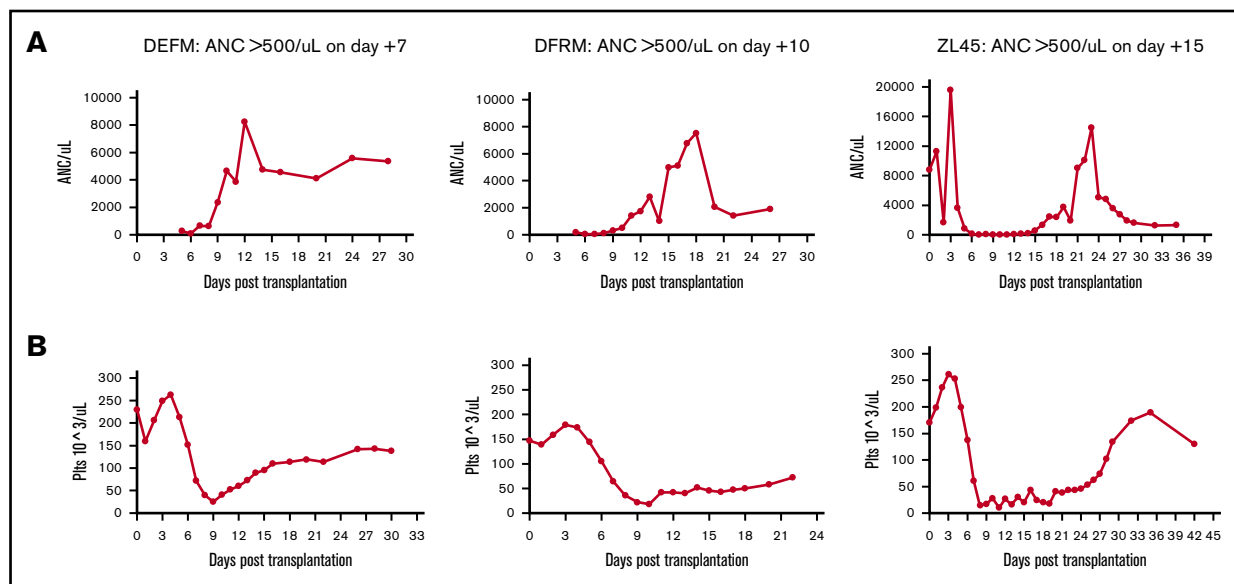 A
DEFM: ANC >500/uL on day +7
DFRM: ANC >500/uL on day +10
ZL45: ANC >500/uL on day +15
ANC/uL
10000
8000
6000
4000
2000
0
0 3 6 9 12 15 18 21 24 27 30
Days post transplantation
ANC/uL
10000
8000
6000
4000
2000
0
0 3 6 9 12 15 18 21 24 27 30
Days post transplantation
ANC/uL
20000
16000
12000
8000
4000
0
0 3 6 9 12 15 18 21 24 27 30 33 36 39
Days post transplantation
B
Plts 10 ^ 3/uL
300
250
200
150
100
50
0
0 3 6 9 12 15 18 21 24 27 30 33
Days post transplantation
Plts 10 ^ 3/uL
300
250
200
150
100
50
0
0 3 6 9 12 15 18 21 24
Days post transplantation
Plts 10 ^ 3/uL
300
250
200
150
100
50
0
0 3 6 9 12 15 18 21 24 27 30 33 36 39 42 45
Days post transplantation